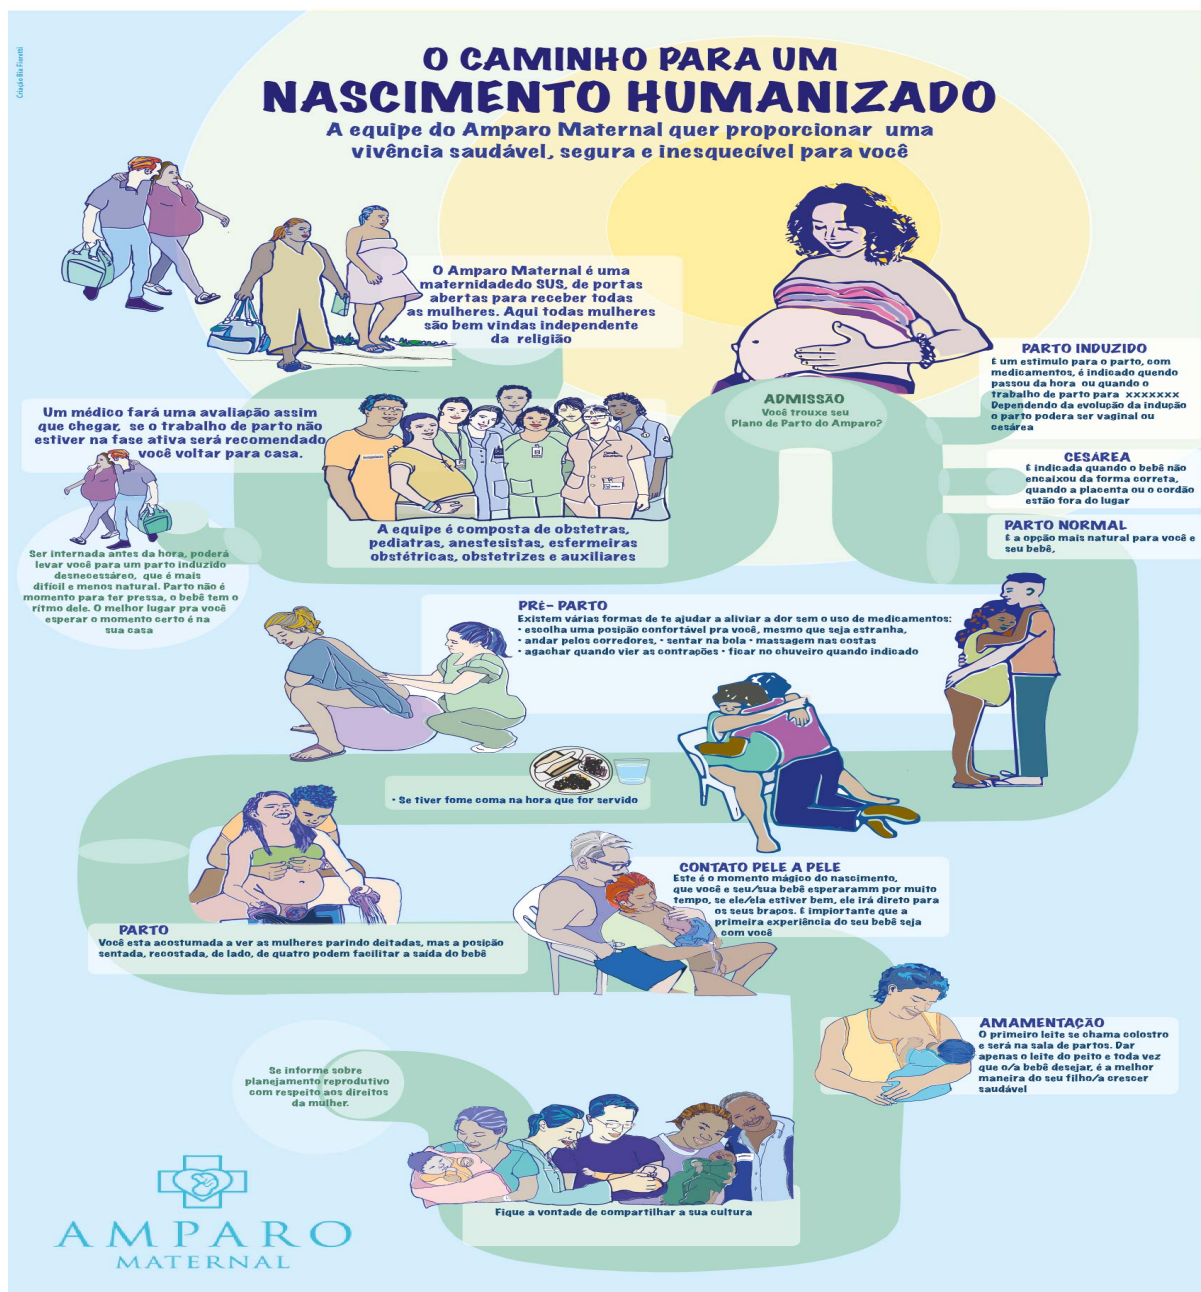 Criação Bia Fioretti
O CAMINHO PARA UM
NASCIMENTO HUMANIZADO
A equipe do Amparo Maternal quer proporcionar uma
vivência saudável, segura e inesquecível para você
O Amparo Maternal é uma
maternidadedo SUS, de portas
abertas para receber todas
as mulheres. Aqui todas mulheres
são bem vindas independente
da religião
Um médico fará uma avaliação assim
que chegar, se o trabalho de parto não
estiver na fase ativa será recomendado
você voltar para casa.
Ser internada antes da hora, poderá
levar você para um parto induzido
desnecessáreo, que é mais
difícil e menos natural. Parto não é
momento para ter pressa, o bebê tem o
rítmo dele. O melhor lugar pra você
esperar o momento certo é na
sua casa
A equipe é composta de obstetras,
pediatras, anestesistas, esfermeiras
obstétricas, obstetrizes e auxiliares
ADMISSÃO
Você trouxe seu
Plano de Parto do Amparo?
PARTO INDUZIDO
É um estimulo para o parto, com
medicamentos, é indicado quendo
passou da hora ou quando o
trabalho de parto para xxxxxxx
Dependendo da evolução da indução
o parto podera ser vaginal ou
cesárea
CESÁREA
É indicada quando o bebê não
encaixou da forma correta,
quando a placenta ou o cordão
estão fora do lugar
PARTO NORMAL
É a opção mais natural para você e
seu bebê,
PRÉ- PARTO
Existem várias formas de te ajudar a aliviar a dor sem o uso de medicamentos:
• escolha uma posição confortável pra você, mesmo que seja estranha,
• andar pelos corredores, • sentar na bola • massagem nas costas
• agachar quando vier as contrações • ficar no chuveiro quando indicado
• Se tiver fome coma na hora que for servido
PARTO
Você esta acostumada a ver as mulheres parindo deitadas, mas a posição
sentada, recostada, de lado, de quatro podem facilitar a saída do bebê
CONTATO PELE A PELE
Este é o momento mágico do nascimento,
que você e seu/sua bebê esperaramm por muito
tempo, se ele/ela estiver bem, ele irá direto para
os seus braços. É impiortante que a
primeira experiência do seu bebê seja
com você
AMAMENTAÇÃO
O primeiro leite se chama colostro
e será na sala de partos. Dar
apenas o leite do peito e toda vez
que o/a bebê desejar, é a melhor
maneira do seu filho/a crescer
saudável
Se informe sobre
planejamento reprodutivo
com respeito aos direitos
da mulher.
Fique a vontade de compartilhar a sua cultura
AMPARO
MATERNAL